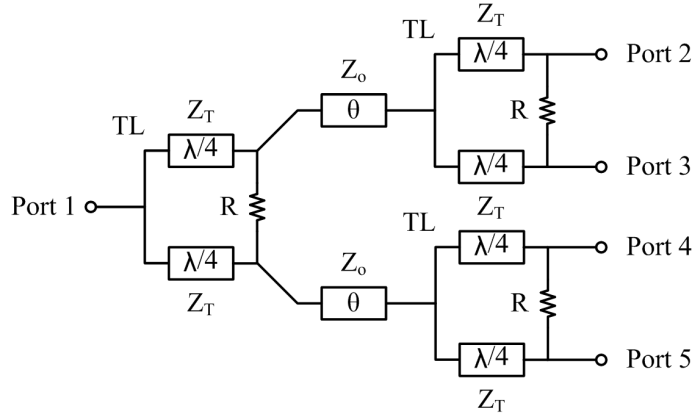 TL
Z_T
λ/4
R
Port 1
λ/4
Z_T
Z_o
θ
Z_o
θ
TL
Z_T
λ/4
Port 2
R
λ/4
Port 3
TL
Z_T
λ/4
Port 4
R
λ/4
Port 5
Z_T